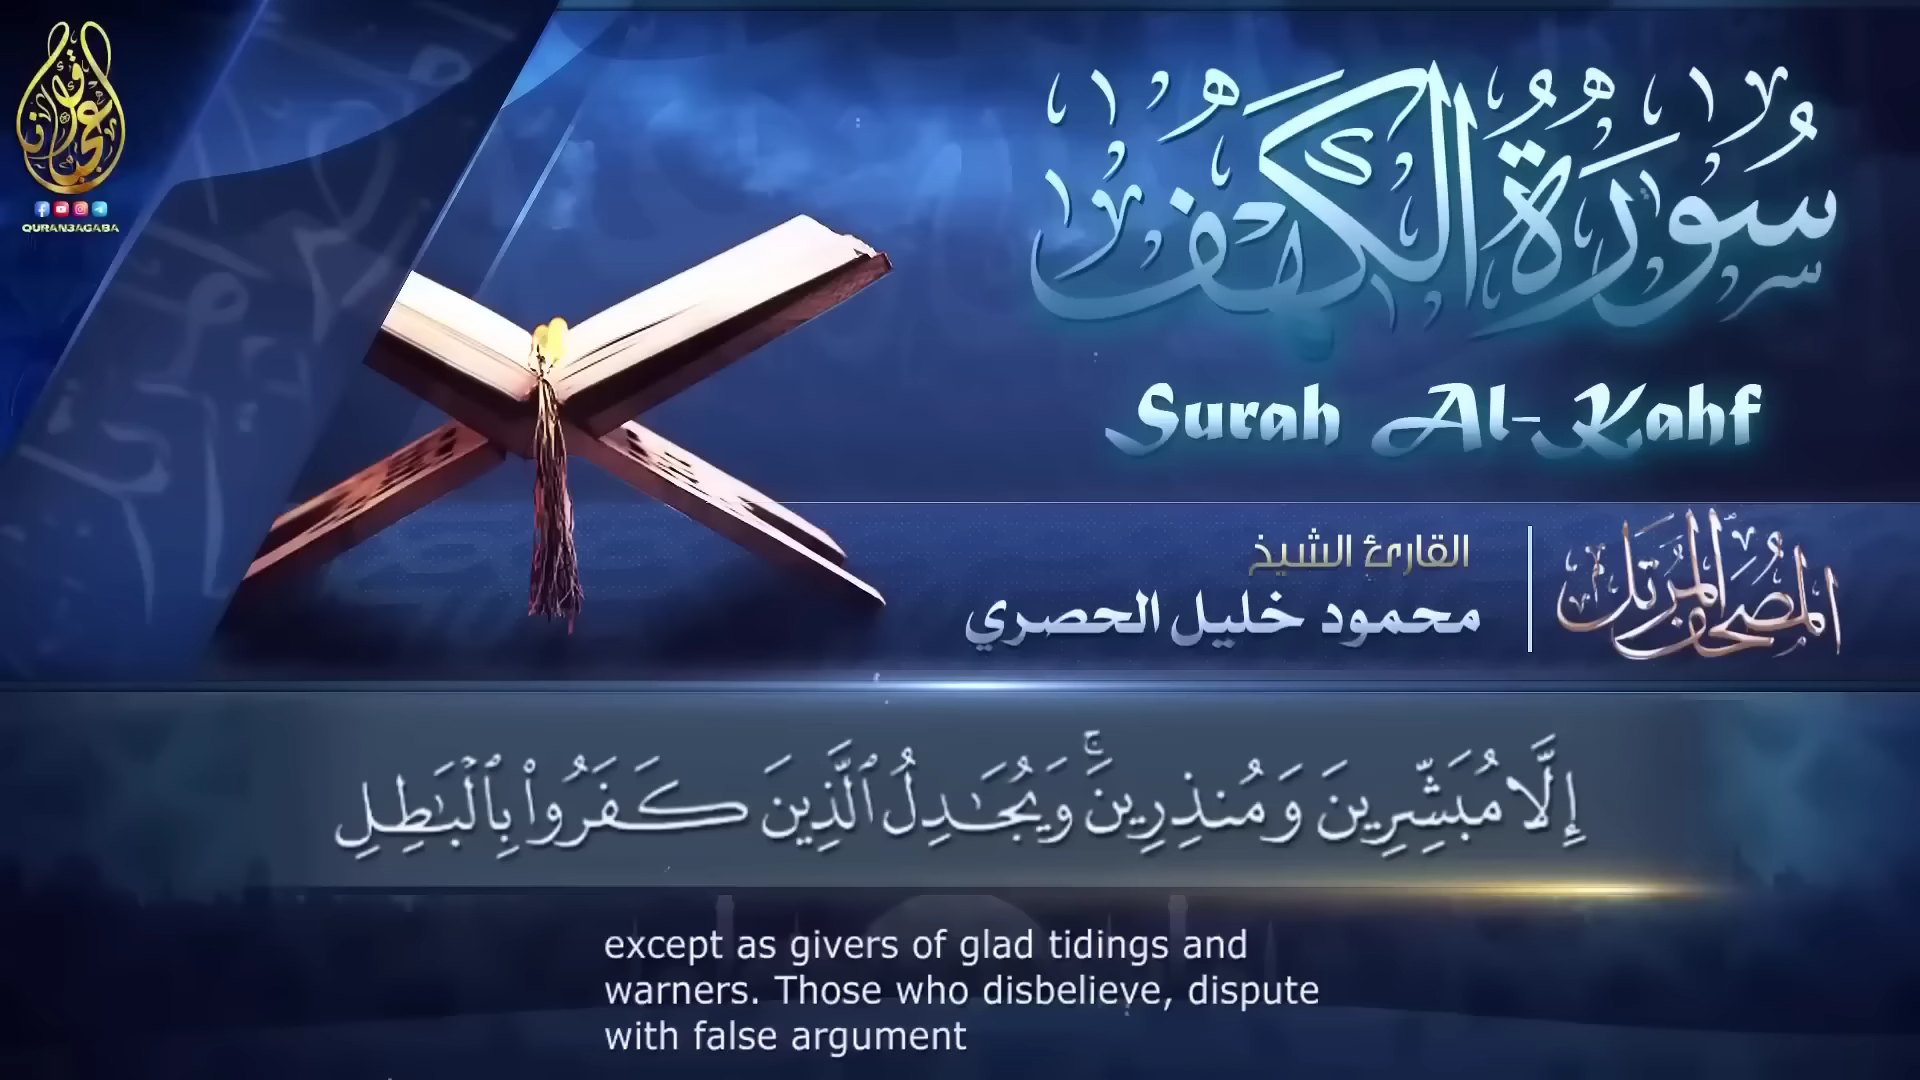 QURAN3AGABA
سُورَةُ الكَهْف
Surah Al-Kahf
المصحف المرتل
القارئ الشيخ
محمود خليل الحصري
إِلَّا مُبَشِّرِينَ وَمُنذِرِينَ ۚ وَيُجَـٰدِلُ ٱلَّذِينَ كَفَرُوا۟ بِٱلْبَـٰطِلِ
except as givers of glad tidings and
warners. Those who disbelieve, dispute
with false argument